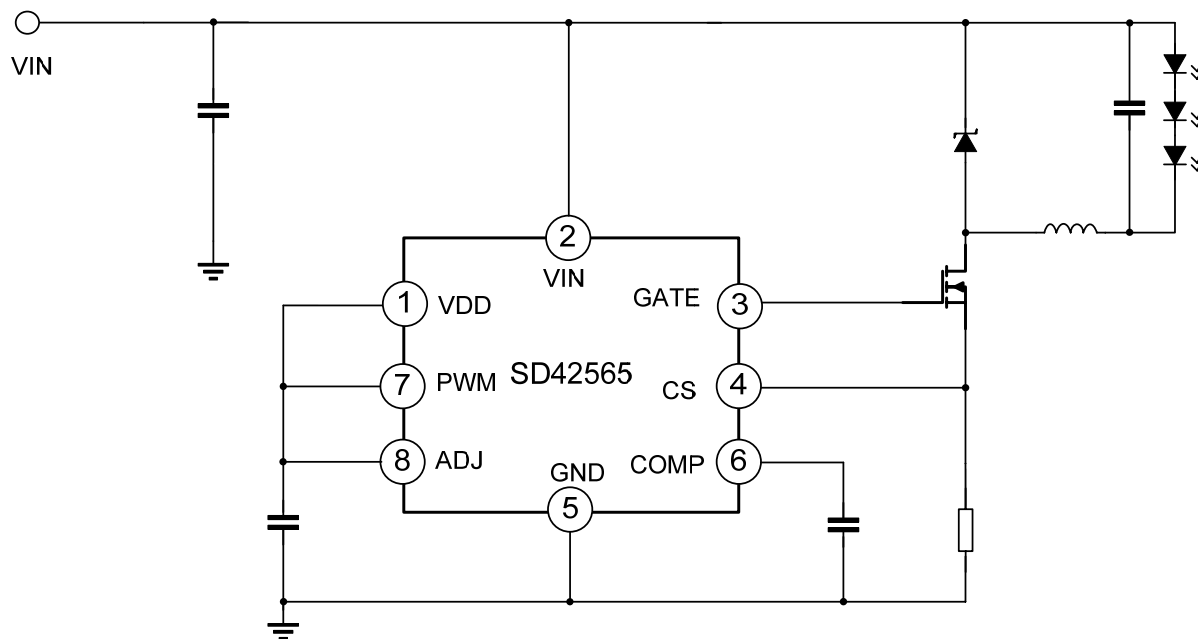 VIN
2
VIN
1 VDD
GATE 3
7 PWM
SD42565
CS 4
8 ADJ
COMP 6
GND
5